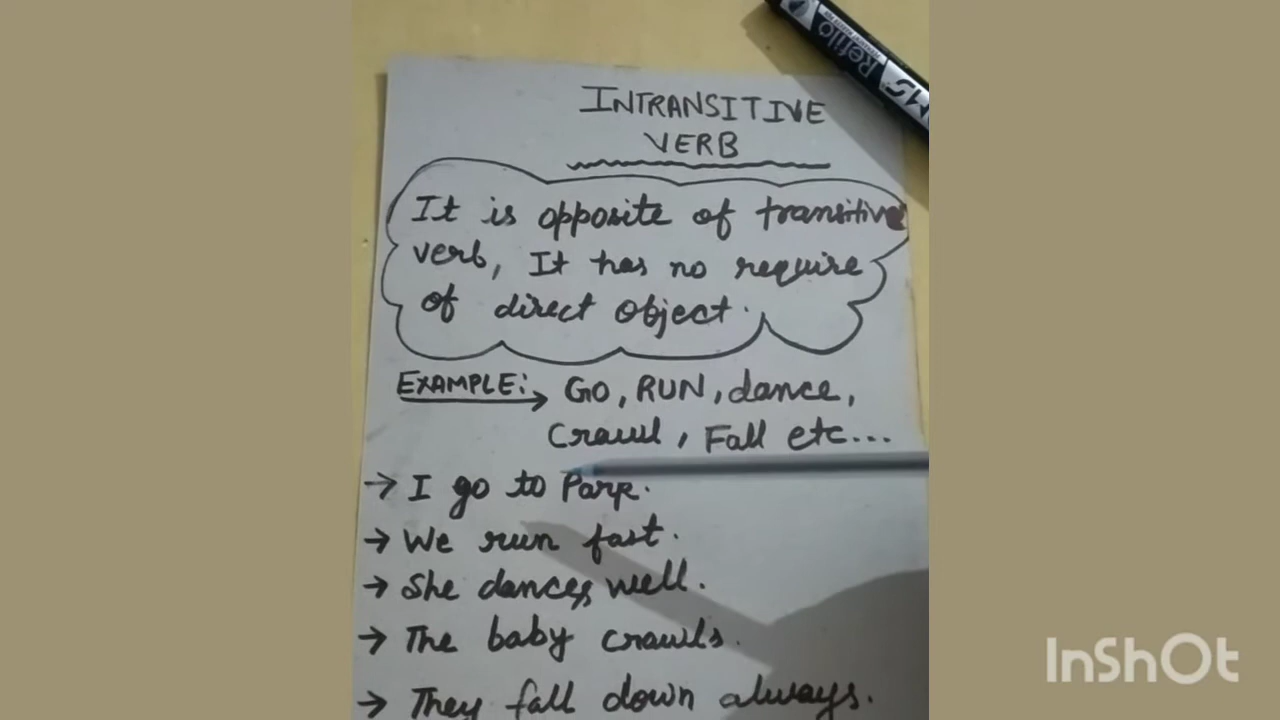 Refilo
INTRANSITIVE
VERB
It is opposite of transitive
verb, It has no require
of direct object.
EXAMPLE: → GO, RUN, dance,
Crawl, Fall etc...
→ I go to Park.
→ We run fast.
→ She dances well.
→ The baby crawls.
→ They fall down always.
InShOt